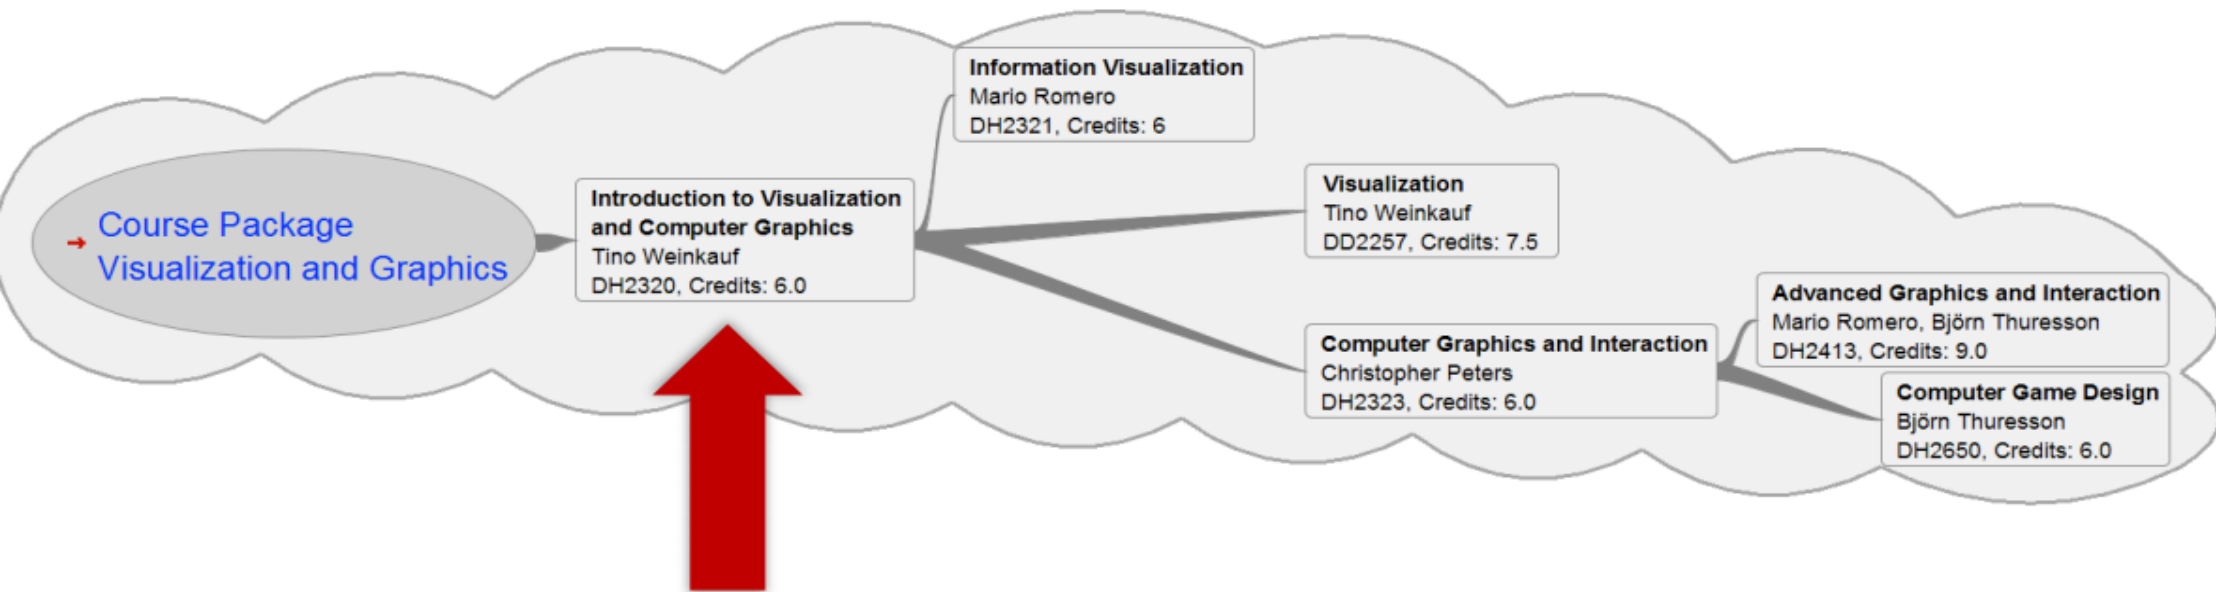 Course Package
Visualization and Graphics
Introduction to Visualization
and Computer Graphics
Tino Weinkauf
DH2320, Credits: 6.0
Information Visualization
Mario Romero
DH2321, Credits: 6
Visualization
Tino Weinkauf
DD2257, Credits: 7.5
Computer Graphics and Interaction
Christopher Peters
DH2323, Credits: 6.0
Advanced Graphics and Interaction
Mario Romero, Björn Thuresson
DH2413, Credits: 9.0
Computer Game Design
Björn Thuresson
DH2650, Credits: 6.0